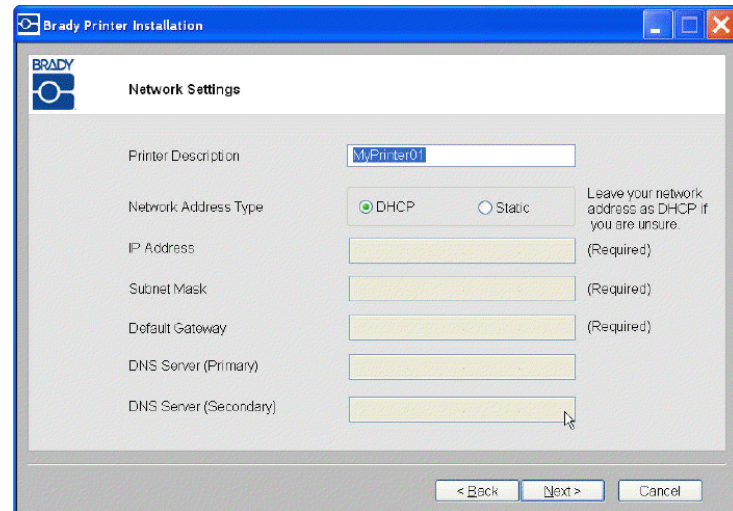 Brady Printer Installation
BRADY
Network Settings
Printer Description
MyPrinter01
Network Address Type
DHCP
Static
Leave your network
address as DHCP if
you are unsure.
IP Address
(Required)
Subnet Mask
(Required)
Default Gateway
(Required)
DNS Server (Primary)
DNS Server (Secondary)
< Back
Next >
Cancel